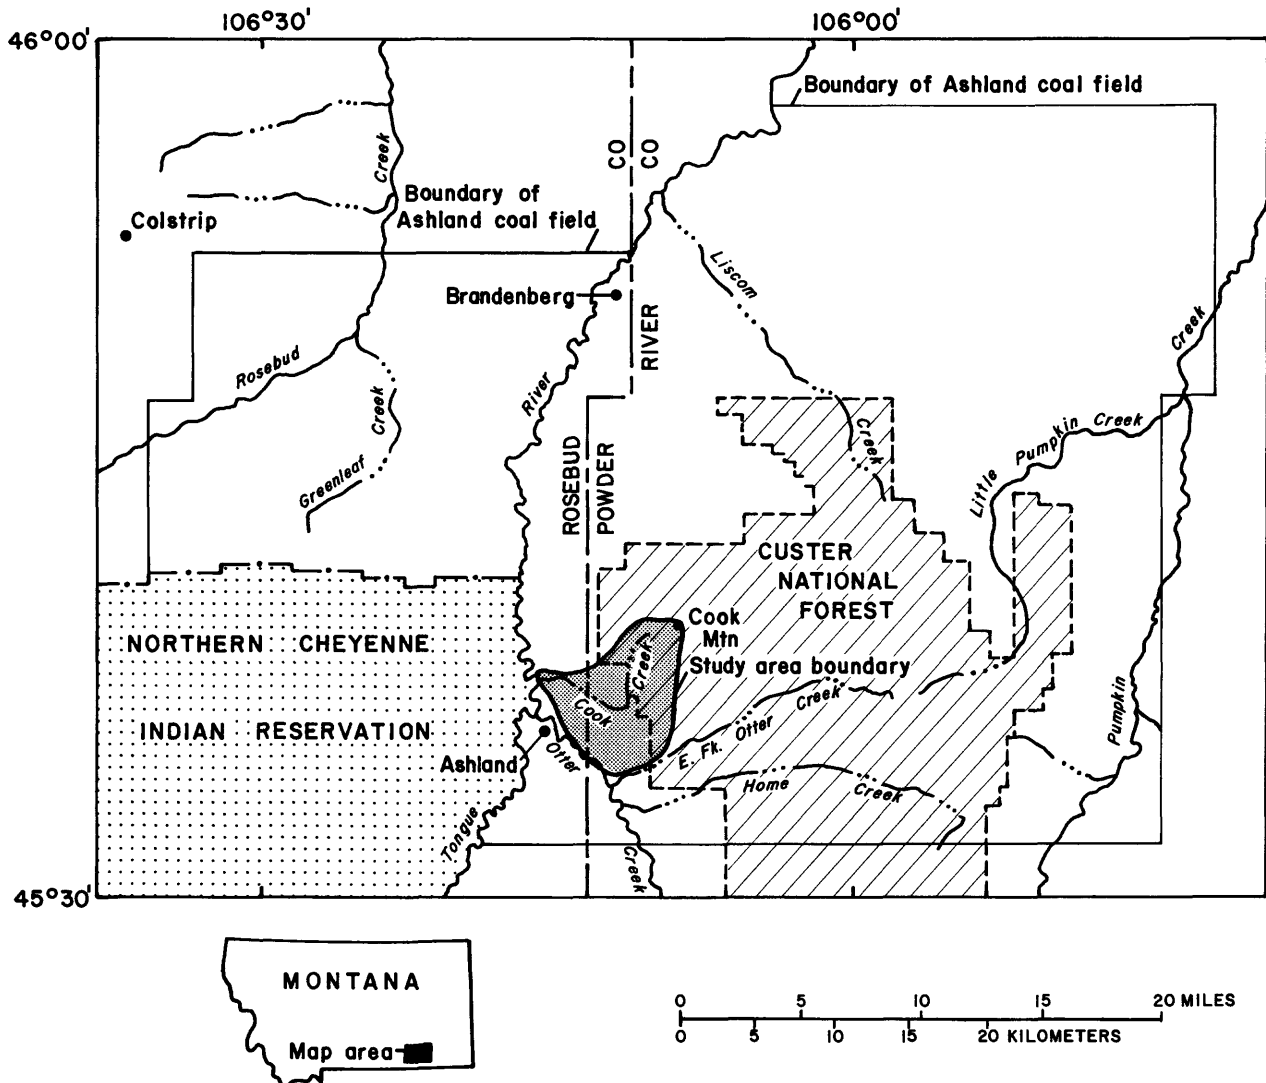 106°30'
106°00'
46°00'
Boundary of Ashland coal field
Creek
CO
CO
Boundary of
Ashland coal field
Colstrip
Liscom
Brandenberg
RIVER
Creek
Rosebud
River
Creek
Creek
Little Pumpkin Creek
Greenleaf
ROSEBUD
POWDER
CUSTER
NATIONAL
FOREST
NORTHERN CHEYENNE
Cook
Mtn
Creek
Study area boundary
Cook
Creek
INDIAN RESERVATION
Otter
E. Fk. Otter
Pumpkin
Ashland
Home Creek
Tongue
Creek
45°30'
MONTANA
Map area
0 5 10 15 20 MILES
0 5 10 15 20 KILOMETERS